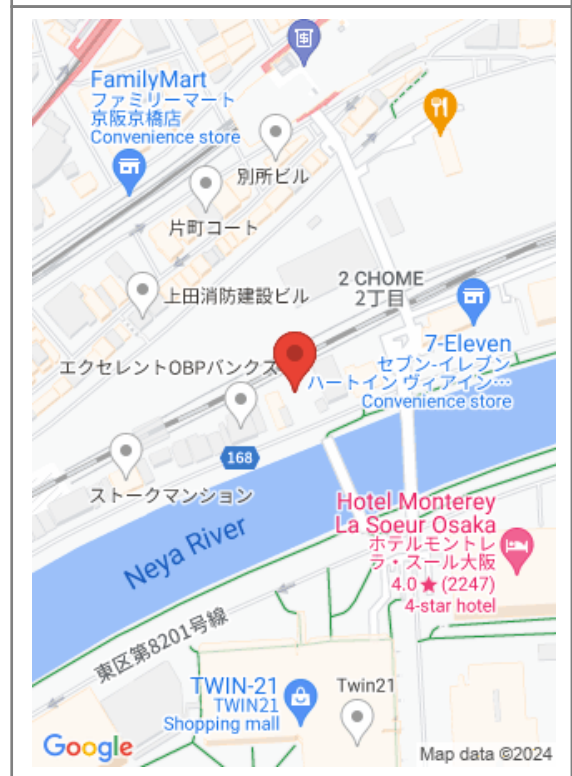 FamilyMart
ファミリーマート
京阪京橋店
Convenience store
別所ビル
片町コート
2 CHOME
2丁目
上田消防建設ビル
7-Eleven
セブン-イレブン
ハートイン ヴィアイン…
Convenience store
エクセレントOBPバンクス
168
ストークマンション
Neya River
Hotel Monterey
La Soeur Osaka
ホテルモントレ
ラ・スール大阪
4.0★(2247)
4-star hotel
東区第8201号線
TWIN-21
TWIN21
Shopping mall
Twin21
Google
Map data ©2024